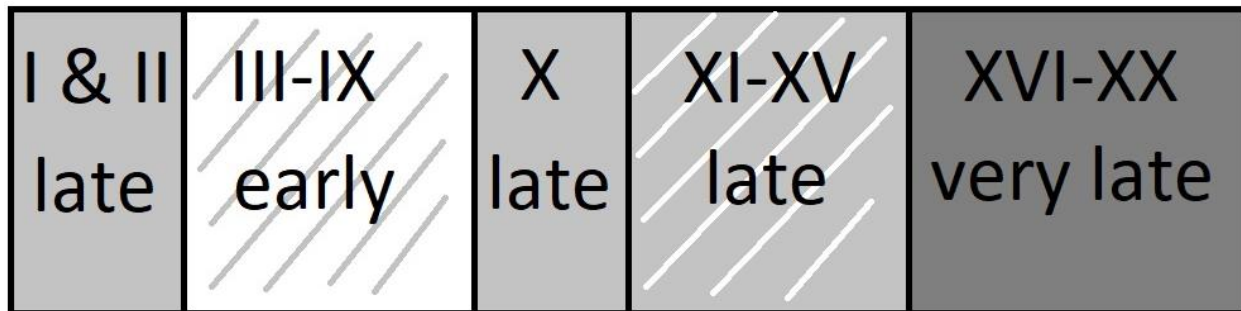 I & II III-IX X XI-XV XVI-XX
late early late late very late